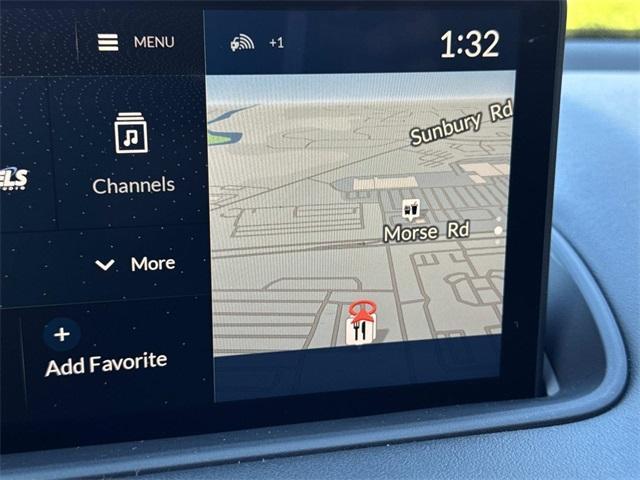 MENU
+1
1:32
Sunbury Rd
Channels
Morse Rd
More
+
Add Favorite